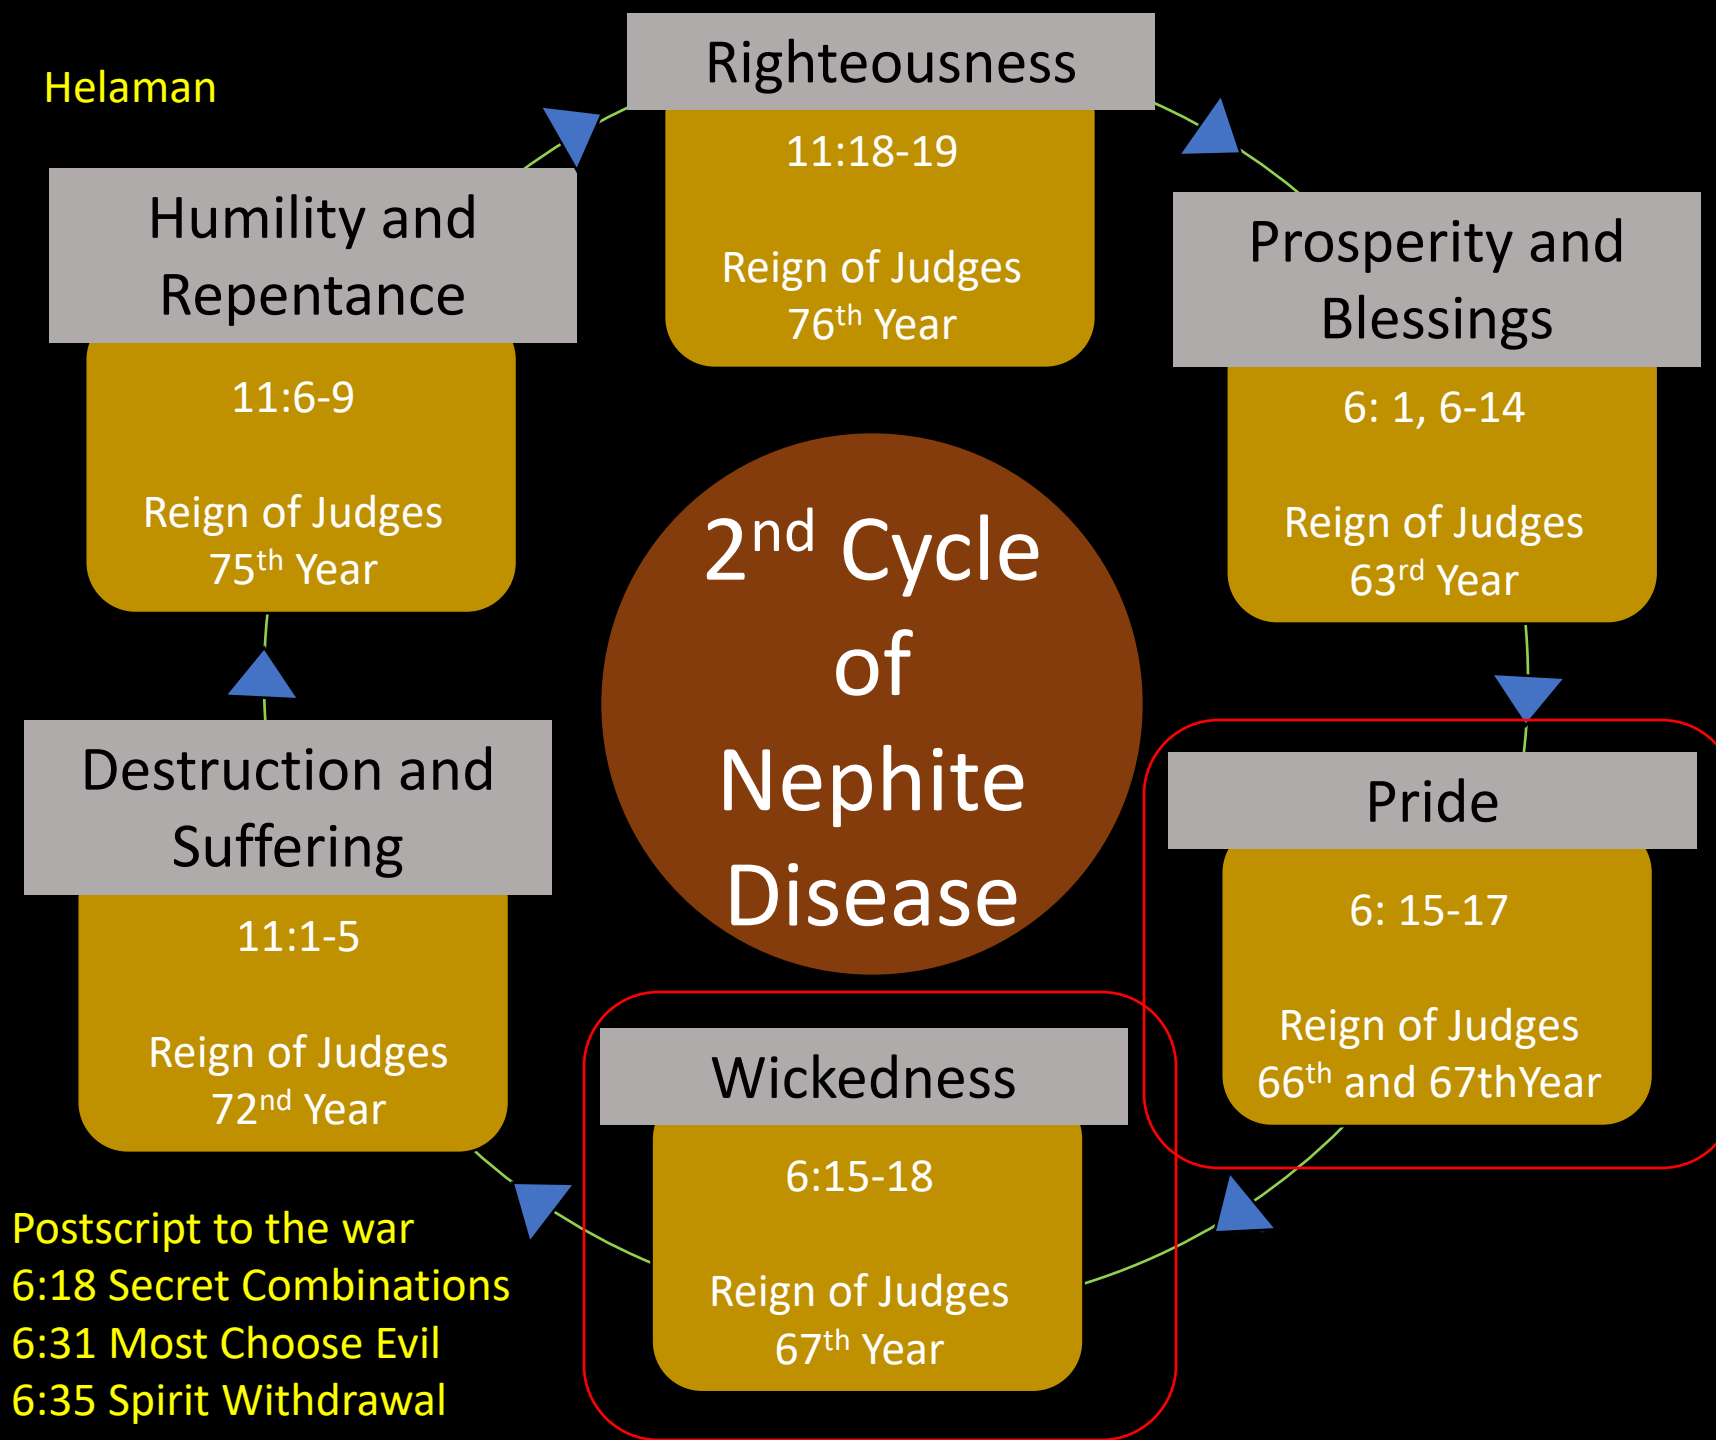 Helaman
Righteousness
11:18-19
Reign of Judges
76th Year
Prosperity and
Blessings
6: 1, 6-14
Reign of Judges
63rd Year
Pride
6: 15-17
Reign of Judges
66th and 67thYear
Wickedness
6:15-18
Reign of Judges
67th Year
Destruction and
Suffering
11:1-5
Reign of Judges
72nd Year
Humility and
Repentance
11:6-9
Reign of Judges
75th Year
2nd Cycle
of
Nephite
Disease
Postscript to the war
6:18 Secret Combinations
6:31 Most Choose Evil
6:35 Spirit Withdrawal